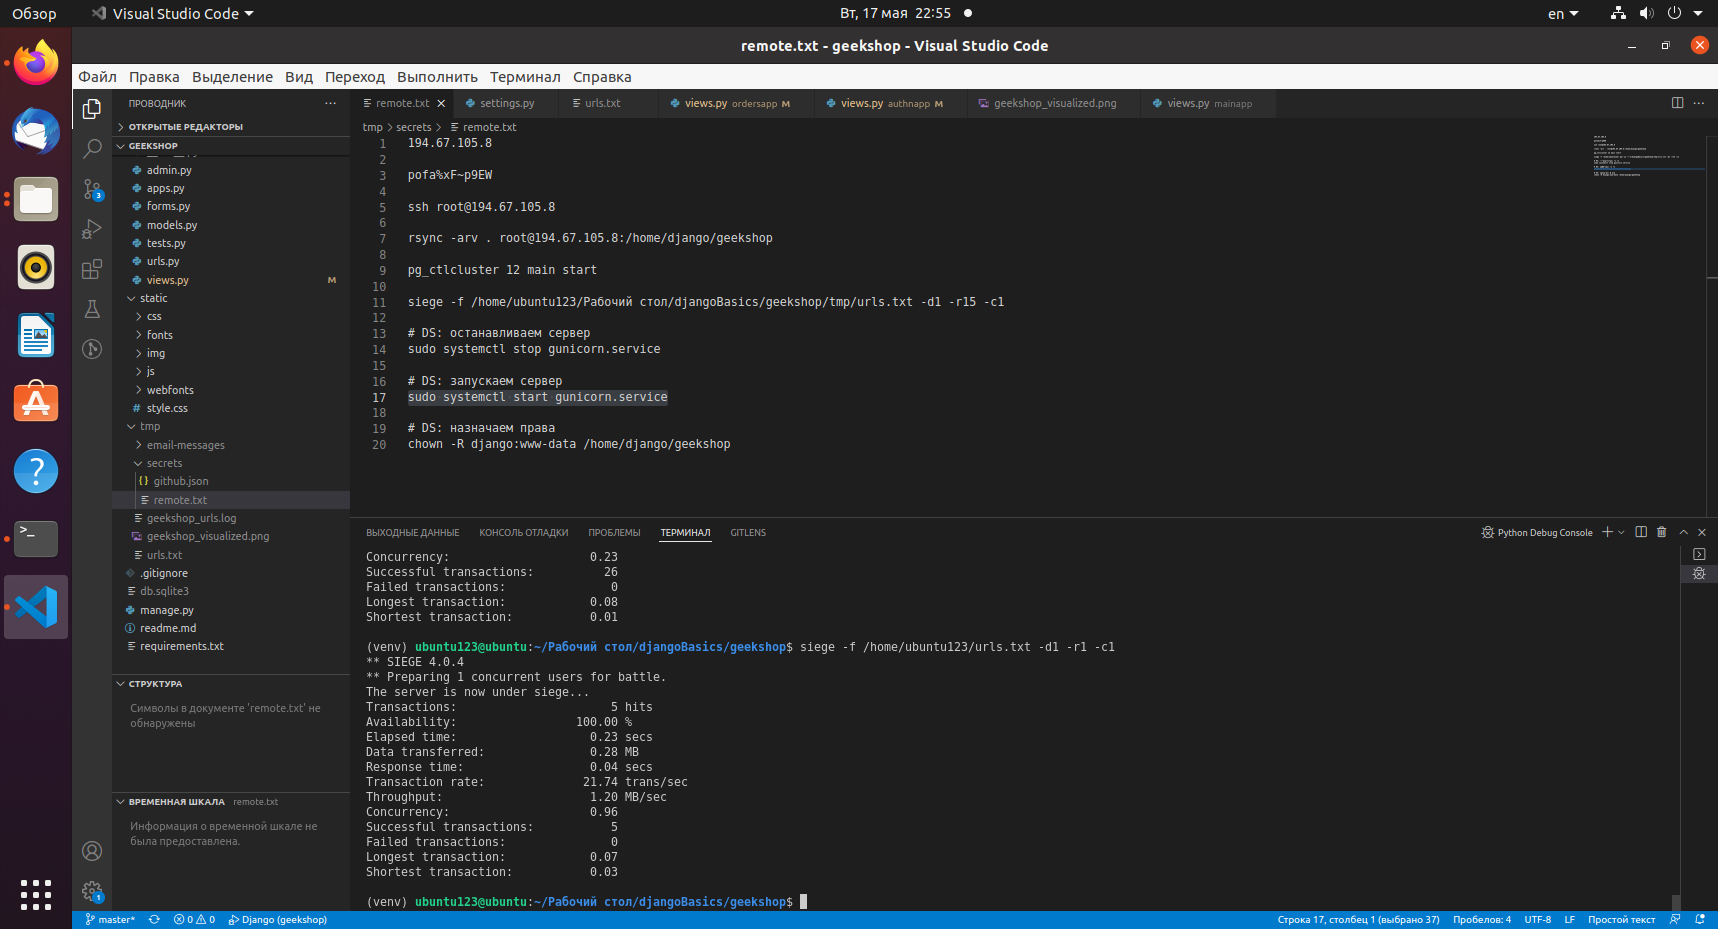 Обзор
Visual Studio Code
Вт, 17 мая 22:55
en
remote.txt - geekshop - Visual Studio Code
Файл Правка Выделение Вид Переход Выполнить Терминал Справка
ПРОВОДНИК
ОТКРЫТЫЕ РЕДАКТОРЫ
GEEKSHOP
admin.py
apps.py
forms.py
models.py
tests.py
urls.py
views.py M
static
css
fonts
img
js
webfonts
style.css
tmp
email-messages
secrets
github.json
remote.txt
geekshop_urls.log
geekshop_visualized.png
urls.txt
.gitignore
db.sqlite3
manage.py
readme.md
requirements.txt
СТРУКТУРА
Символы в документе 'remote.txt' не
обнаружены
ВРЕМЕННАЯ ШКАЛА remote.txt
Информация о временной шкале не
была предоставлена.
3
1
remote.txt
settings.py
urls.txt
views.py ordersapp M
views.py authnapp M
geekshop_visualized.png
views.py mainapp
tmp > secrets > remote.txt
1 194.67.105.8
2
3 pofa%xF~p9EW
4
5 ssh root@194.67.105.8
6
7 rsync -arv . root@194.67.105.8:/home/django/geekshop
8
9 pg_ctlcluster 12 main start
10
11 siege -f /home/ubuntu123/Рабочий стол/djangoBasics/geekshop/tmp/urls.txt -d1 -r15 -c1
12
13 # DS: останавливаем сервер
14 sudo systemctl stop gunicorn.service
15
16 # DS: запускаем сервер
17 sudo systemctl start gunicorn.service
18
19 # DS: назначаем права
20 chown -R django:www-data /home/django/geekshop
ВЫХОДНЫЕ ДАННЫЕ КОНСОЛЬ ОТЛАДКИ ПРОБЛЕМЫ ТЕРМИНАЛ GITLENS
Python Debug Console
Concurrency: 0.23
Successful transactions: 26
Failed transactions: 0
Longest transaction: 0.08
Shortest transaction: 0.01
(venv) ubuntu123@ubuntu:~/Рабочий стол/djangoBasics/geekshop$ siege -f /home/ubuntu123/urls.txt -d1 -r1 -c1
** SIEGE 4.0.4
** Preparing 1 concurrent users for battle.
The server is now under siege...
Transactions: 5 hits
Availability: 100.00 %
Elapsed time: 0.23 secs
Data transferred: 0.28 MB
Response time: 0.04 secs
Transaction rate: 21.74 trans/sec
Throughput: 1.20 MB/sec
Concurrency: 0.96
Successful transactions: 5
Failed transactions: 0
Longest transaction: 0.07
Shortest transaction: 0.03
(venv) ubuntu123@ubuntu:~/Рабочий стол/djangoBasics/geekshop$
master* 0 0 Django (geekshop)
Строка 17, столбец 1 (выбрано 37) Пробелов: 4 UTF-8 LF Простой текст